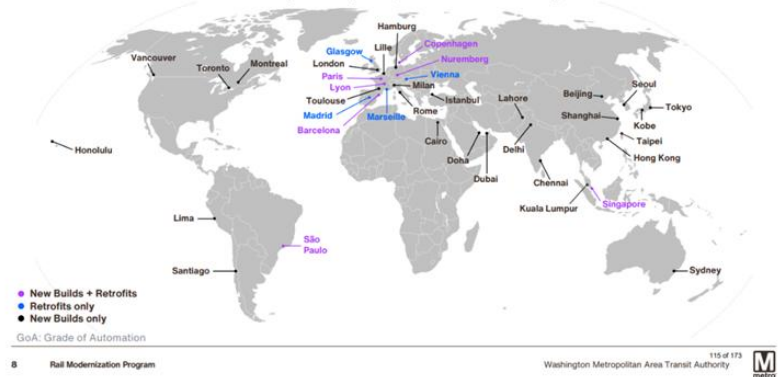 Hamburg
Glasgow
Copenhagen
Lille
Vancouver
Toronto
Montreal
London
Nuremberg
Paris
Vienna
Lyon
Milan
Toulouse
Istanbul
Madrid
Marseille
Rome
Barcelona
Cairo
Lahore
Beijing
Seoul
Shanghai
Tokyo
Kobe
Honolulu
Doha
Delhi
Taipei
Hong Kong
Dubai
Chennai
Kuala Lumpur
Singapore
Lima
São
Paulo
Santiago
Sydney
New Builds + Retrofits
Retrofits only
New Builds only
GoA: Grade of Automation
8 Rail Modernization Program
115 of 173
Washington Metropolitan Area Transit Authority
M
metro